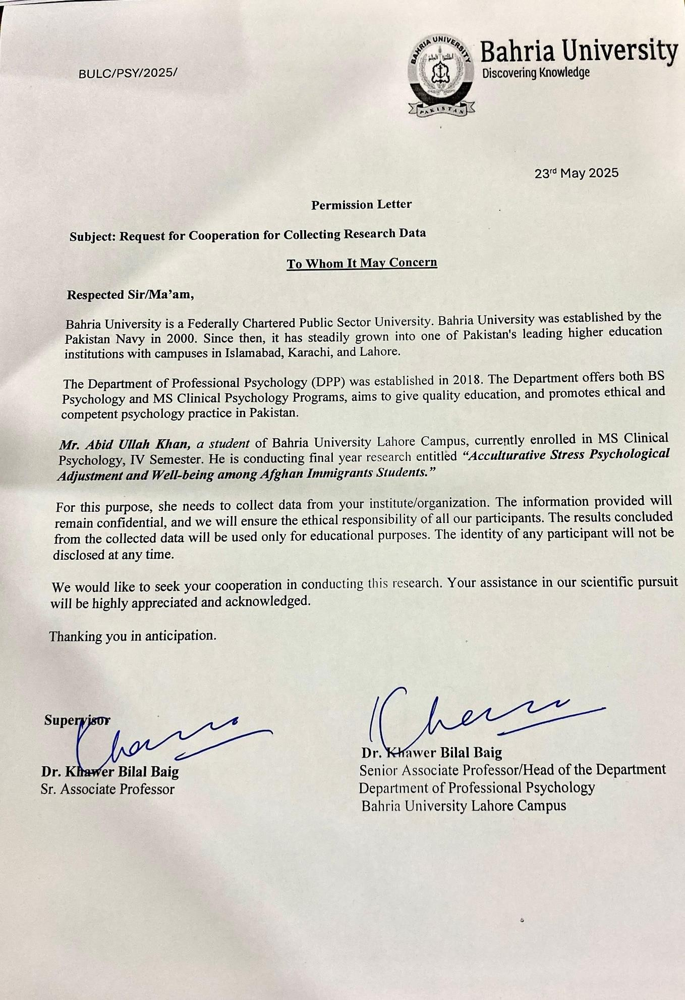 BULC/PSY/2025/
BAHRIA UNIVERSITY
PAKISTAN
Bahria University
Discovering Knowledge
23rd May 2025
Permission Letter
Subject: Request for Cooperation for Collecting Research Data
To Whom It May Concern
Respected Sir/Ma’am,
Bahria University is a Federally Chartered Public Sector University. Bahria University was established by the
Pakistan Navy in 2000. Since then, it has steadily grown into one of Pakistan's leading higher education
institutions with campuses in Islamabad, Karachi, and Lahore.
The Department of Professional Psychology (DPP) was established in 2018. The Department offers both BS
Psychology and MS Clinical Psychology Programs, aims to give quality education, and promotes ethical and
competent psychology practice in Pakistan.
Mr. Abid Ullah Khan, a student of Bahria University Lahore Campus, currently enrolled in MS Clinical
Psychology, IV Semester. He is conducting final year research entitled “Acculturative Stress Psychological
Adjustment and Well-being among Afghan Immigrants Students.”
For this purpose, she needs to collect data from your institute/organization. The information provided will
remain confidential, and we will ensure the ethical responsibility of all our participants. The results concluded
from the collected data will be used only for educational purposes. The identity of any participant will not be
disclosed at any time.
We would like to seek your cooperation in conducting this research. Your assistance in our scientific pursuit
will be highly appreciated and acknowledged.
Thanking you in anticipation.
Supervisor
Dr. Khawer Bilal Baig
Sr. Associate Professor
Dr. Khawer Bilal Baig
Senior Associate Professor/Head of the Department
Department of Professional Psychology
Bahria University Lahore Campus